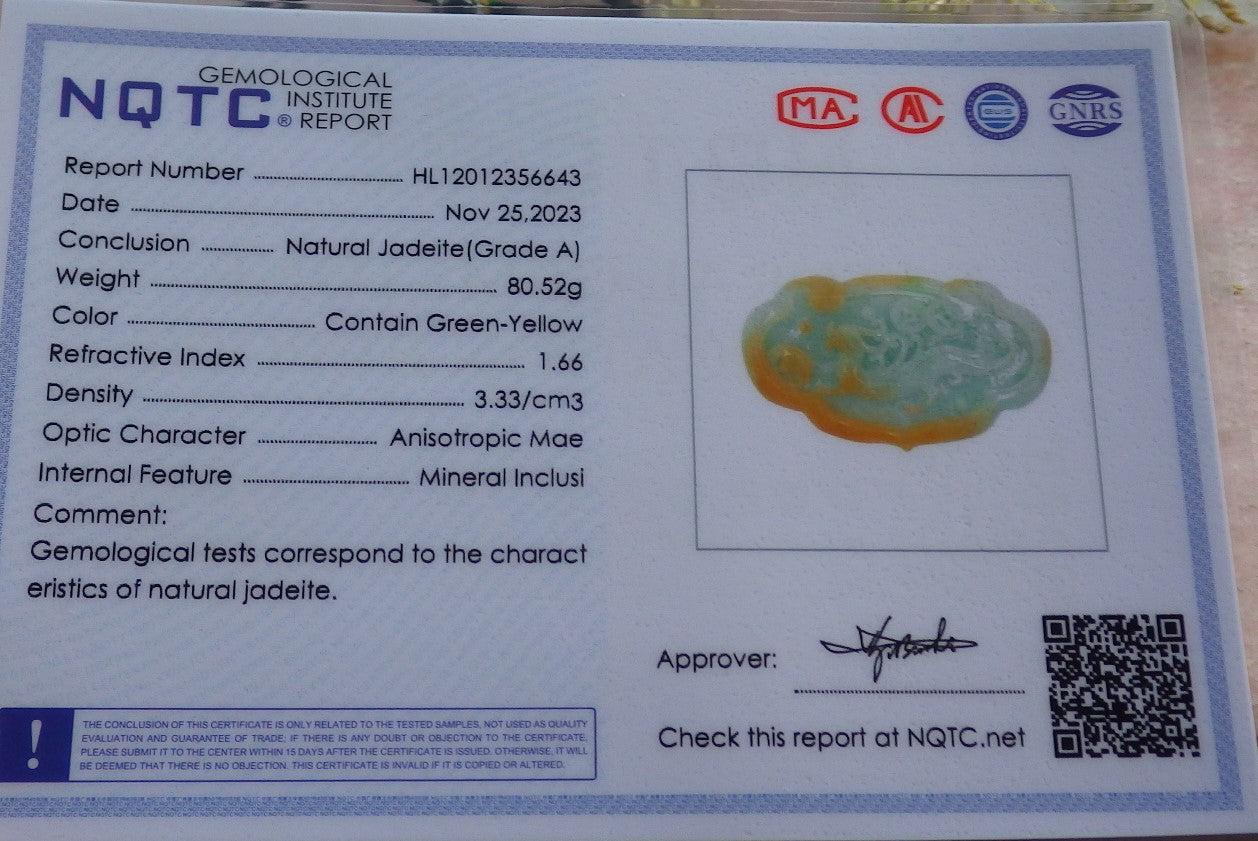 NQTC® GEMOLOGICAL
INSTITUTE
REPORT
MA
GNRS
Report Number HL12012356643
Date Nov 25,2023
Conclusion Natural Jadeite(Grade A)
Weight 80.52g
Color Contain Green-Yellow
Refractive Index 1.66
Density 3.33/cm3
Optic Character Anisotropic Mae
Internal Feature Mineral Inclusi
Comment:
Gemological tests correspond to the charact
eristics of natural jadeite.
! THE CONCLUSION OF THIS CERTIFICATE IS ONLY RELATED TO THE TESTED SAMPLES, NOT USED AS QUALITY
EVALUATION AND GUARANTEE OF TRADE; IF THERE IS ANY DOUBT OR OBJECTION TO THE CERTIFICATE,
PLEASE SUBMIT IT TO THE CENTER WITHIN 15 DAYS AFTER THE CERTIFICATE IS ISSUED. OTHERWISE, IT WILL
BE DEEMED THAT THERE IS NO OBJECTION. THIS CERTIFICATE IS INVALID IF IT IS COPIED OR ALTERED.
Approver:
Check this report at NQTC.net